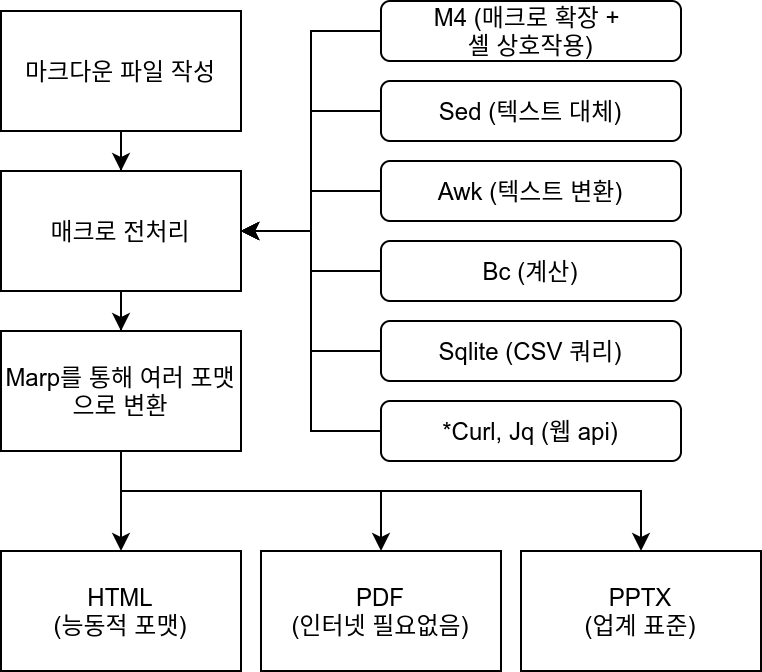 마크다운 파일 작성
매크로 전처리
Marp를 통해 여러 포맷
으로 변환
M4 (매크로 확장 +
셸 상호작용)
Sed (텍스트 대체)
Awk (텍스트 변환)
Bc (계산)
Sqlite (CSV 쿼리)
*Curl, Jq (웹 api)
HTML
(능동적 포맷)
PDF
(인터넷 필요없음)
PPTX
(업계 표준)